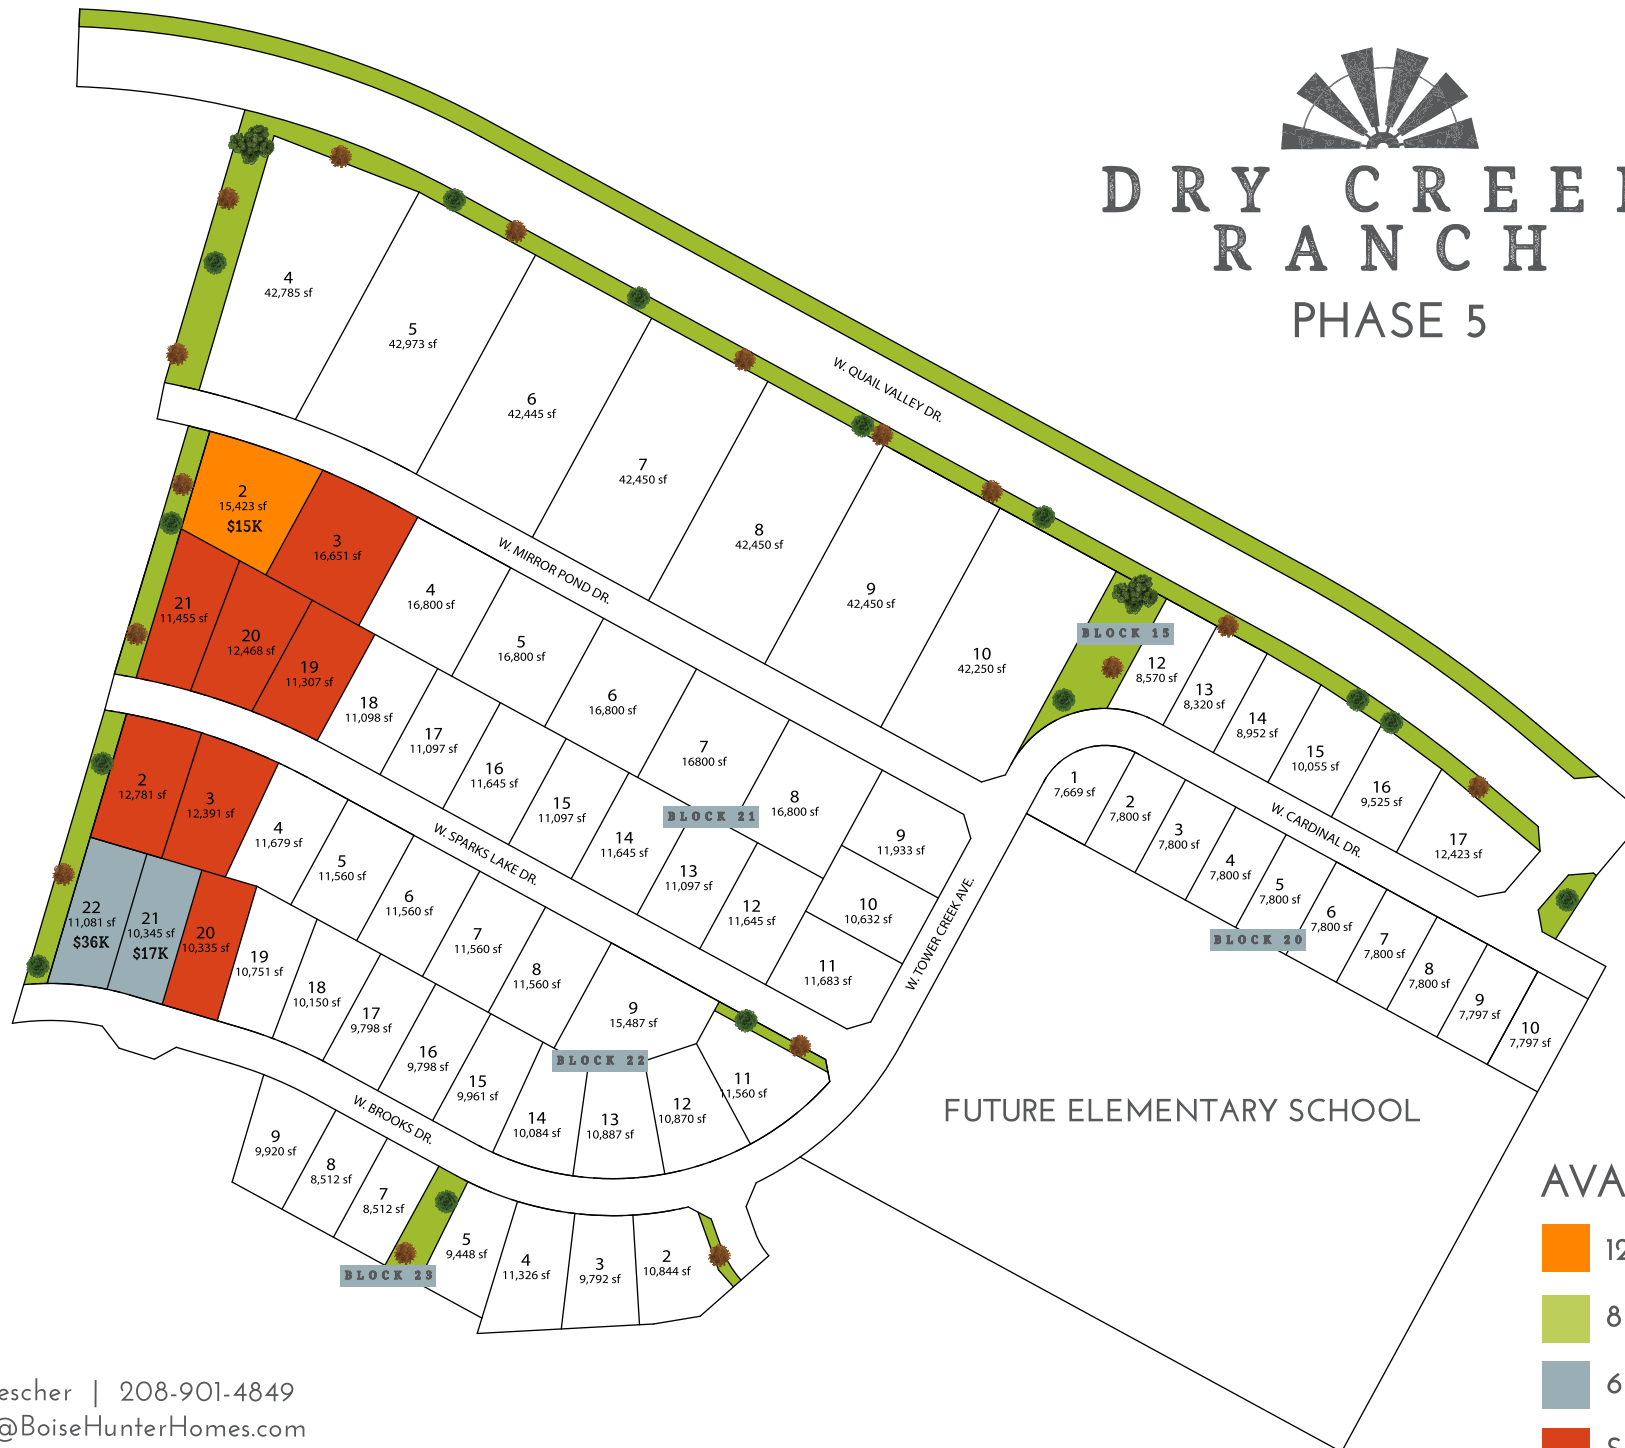 DRY CREE
RANCH
PHASE 5
W. QUAIL VALLEY DR.
4
42,785 sf
5
42,973 sf
6
42,445 sf
7
42,450 sf
8
42,450 sf
9
42,450 sf
10
42,250 sf
BLOCK 15
12
8,570 sf
13
8,320 sf
14
8,952 sf
15
10,055 sf
16
9,525 sf
17
12,423 sf
W. MIRROR POND DR.
W. CARDINAL DR.
1
7,669 sf
2
7,800 sf
3
7,800 sf
4
7,800 sf
5
7,800 sf
6
7,800 sf
7
7,800 sf
8
7,800 sf
9
7,797 sf
10
7,797 sf
BLOCK 20
2
15,423 sf
$15K
3
16,651 sf
4
16,800 sf
5
16,800 sf
6
16,800 sf
7
16800 sf
8
16,800 sf
9
11,933 sf
10
10,632 sf
11
11,683 sf
BLOCK 21
21
11,455 sf
20
12,468 sf
19
11,307 sf
18
11,098 sf
17
11,097 sf
16
11,645 sf
15
11,097 sf
14
11,645 sf
13
11,097 sf
12
11,645 sf
W. SPARKS LAKE DR.
W. TOWER CREEK AVE.
2
12,781 sf
3
12,391 sf
4
11,679 sf
5
11,560 sf
6
11,560 sf
7
11,560 sf
8
11,560 sf
9
15,487 sf
11
11,560 sf
BLOCK 22
22
11,081 sf
$36K
21
10,345 sf
$17K
20
10,335 sf
19
10,751 sf
18
10,150 sf
17
9,798 sf
16
9,798 sf
15
9,961 sf
14
10,084 sf
13
10,887 sf
12
10,870 sf
W. BROOKS DR.
9
9,920 sf
8
8,512 sf
7
8,512 sf
5
9,448 sf
4
11,326 sf
3
9,792 sf
2
10,844 sf
BLOCK 23
FUTURE ELEMENTARY SCHOOL
AVA
12
8
6
escher | 208-901-4849
@BoiseHunterHomes.com